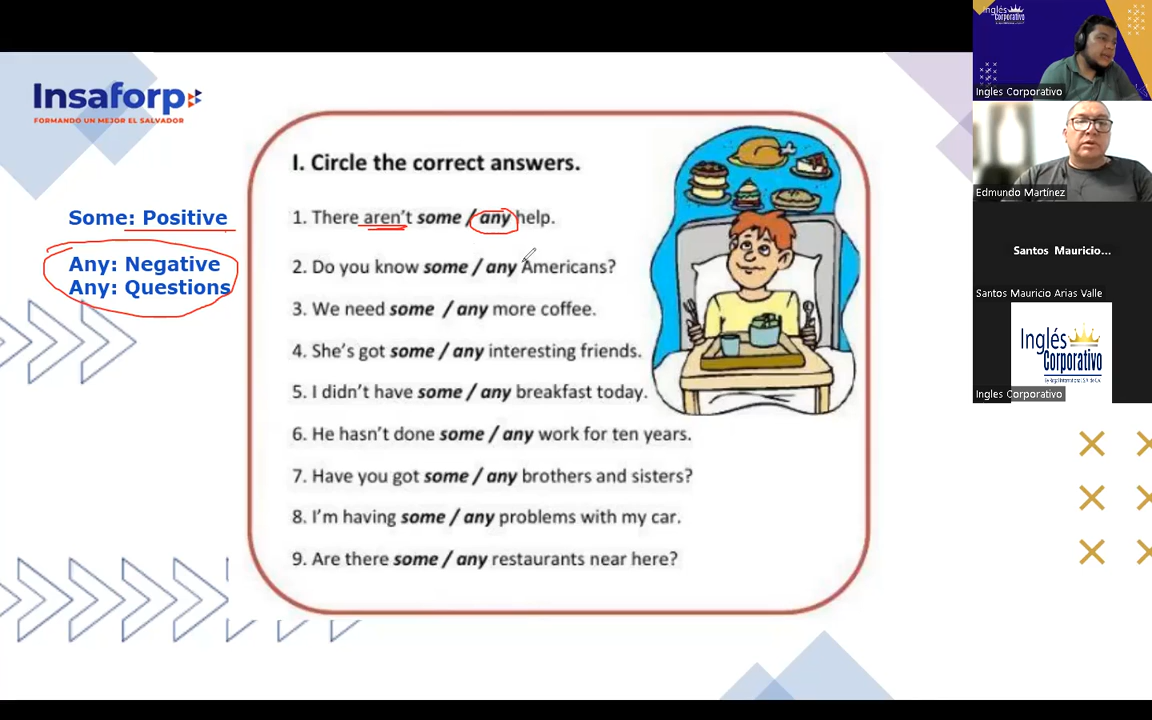 Insaforp
FORMANDO UN MEJOR EL SALVADOR
Some: Positive
Any: Negative
Any: Questions
I. Circle the correct answers.
1. There aren't some / any help.
2. Do you know some / any Americans?
3. We need some / any more coffee.
4. She's got some / any interesting friends.
5. I didn't have some / any breakfast today.
6. He hasn't done some / any work for ten years.
7. Have you got some / any brothers and sisters?
8. I'm having some / any problems with my car.
9. Are there some / any restaurants near here?
Inglés
Corporativo
Ingles Corporativo
Edmundo Martínez
Santos Mauricio...
Santos Mauricio Arias Valle
Inglés
Corporativo
Ingles Corporativo